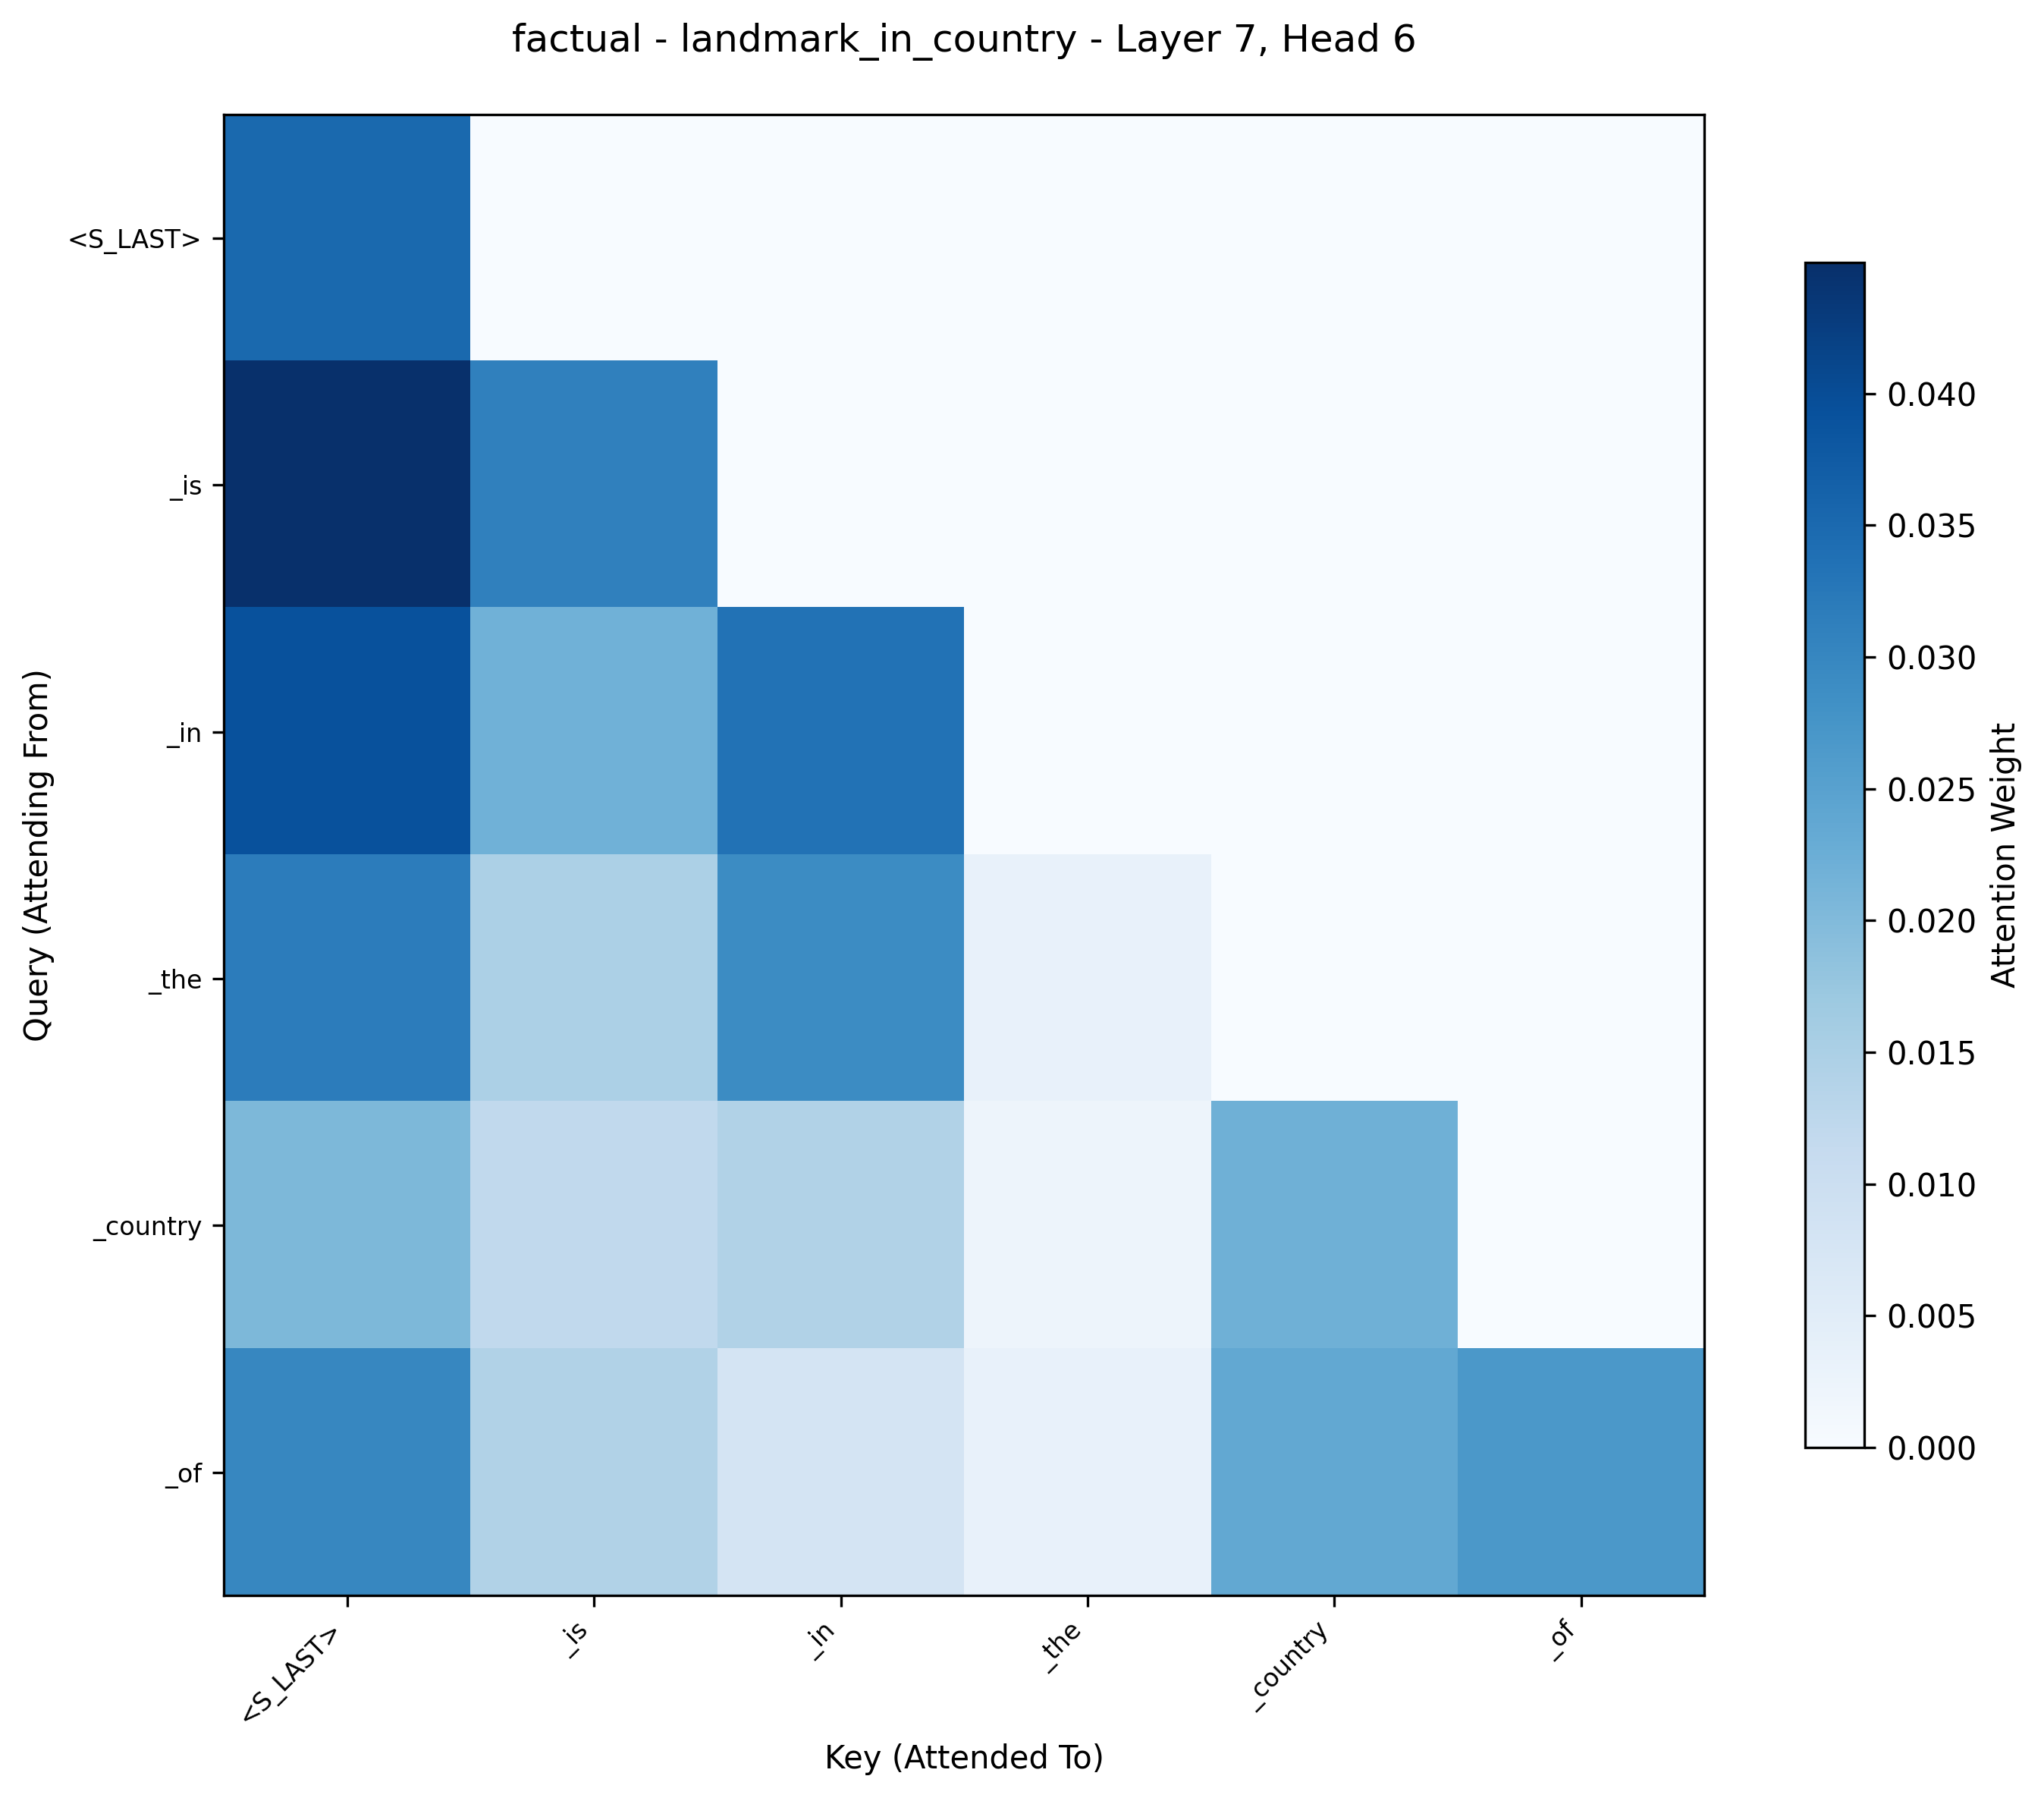 factual - landmark_in_country - Layer 7, Head 6
Query (Attending From)
<S_LAST>
_is
_in
_the
_country
_of
<S_LAST>
_is
_in
_the
_country
_of
Key (Attended To)
0.040
0.035
0.030
0.025
0.020
0.015
0.010
0.005
0.000
Attention Weight